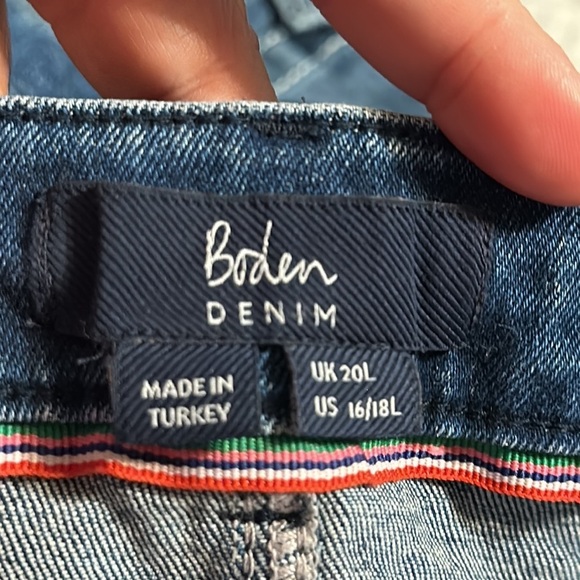 Boden
DENIM
MADE IN
TURKEY
UK 20L
US 16/18L